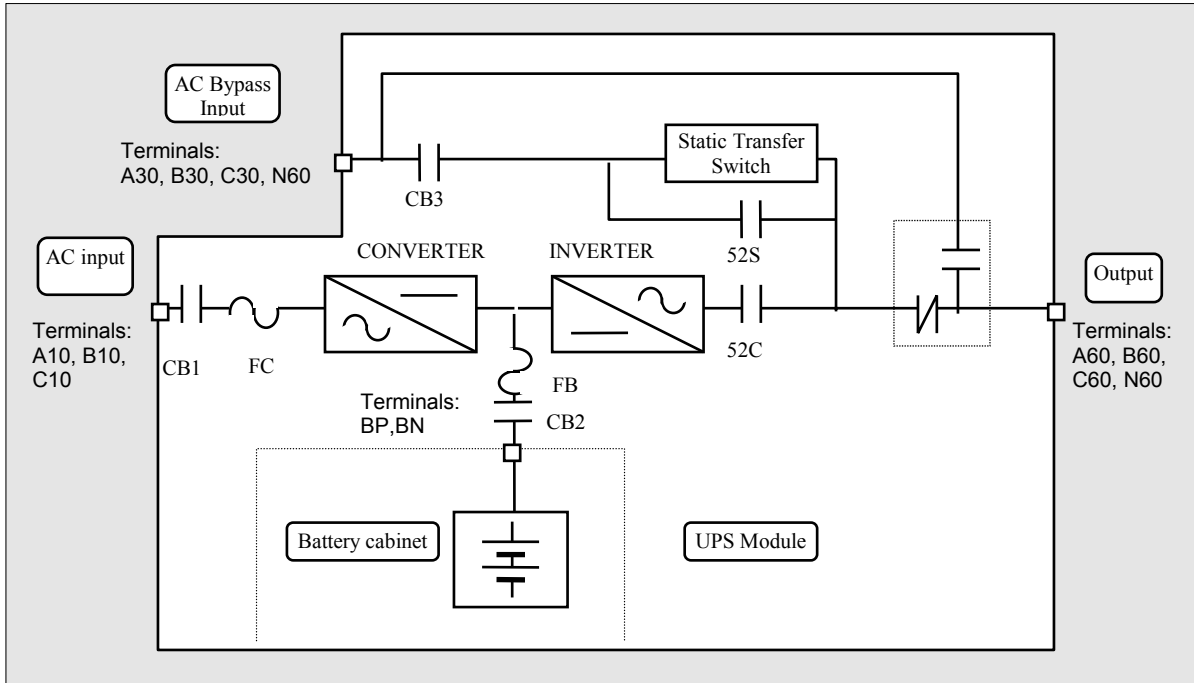 AC Bypass
Input
Terminals:
A30, B30, C30, N60
CB3
Static Transfer
Switch
52S
AC input
Terminals:
A10, B10,
C10
CB1
FC
CONVERTER
INVERTER
52C
Output
Terminals:
A60, B60,
C60, N60
FB
CB2
Terminals:
BP,BN
Battery cabinet
UPS Module